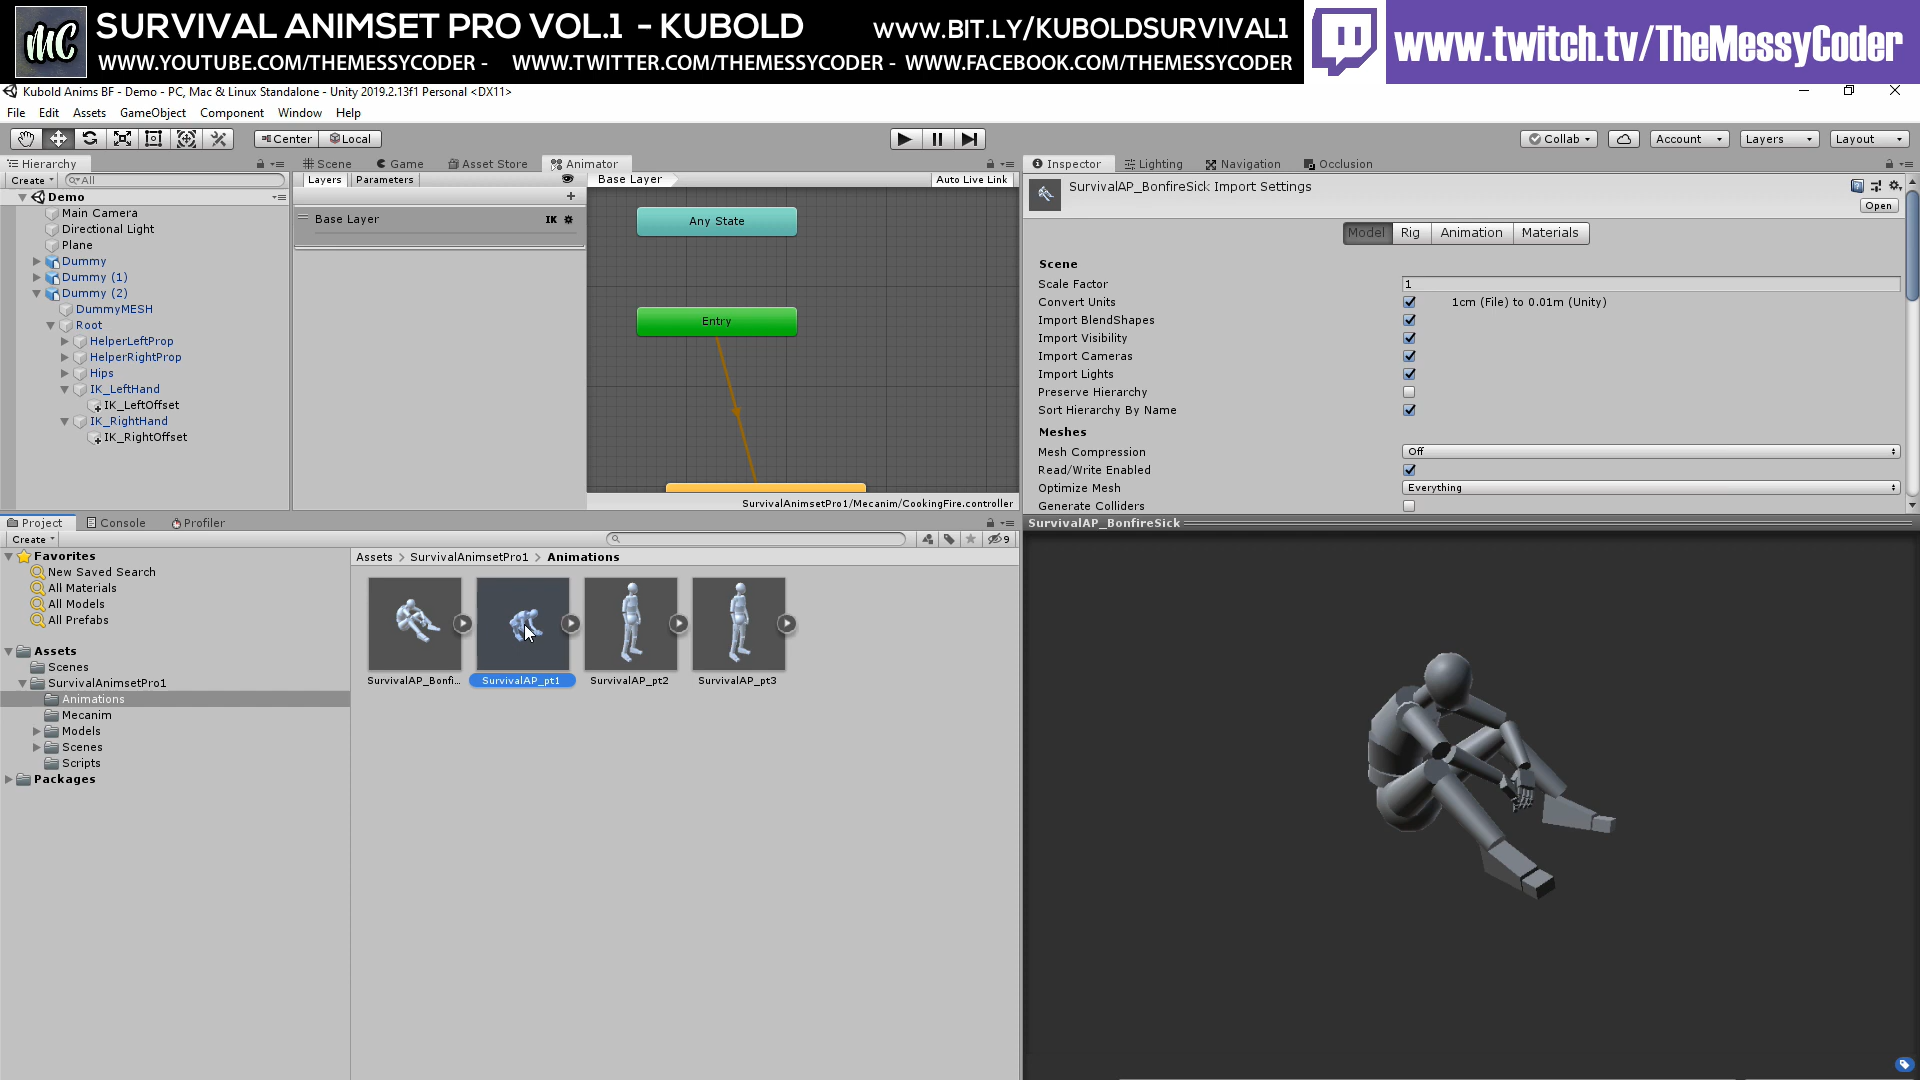 MC
SURVIVAL ANIMSET PRO VOL.1 - KUBOLD
WWW.BIT.LY/KUBOLDSURVIVAL1
WWW.YOUTUBE.COM/THEMESSYCODER - WWW.TWITTER.COM/THEMESSYCODER - WWW.FACEBOOK.COM/THEMESSYCODER
www.twitch.tv/TheMessyCoder
Kubold Anims BF - Demo - PC, Mac & Linux Standalone - Unity 2019.2.13f1 Personal <DX11>
File Edit Assets GameObject Component Window Help
Center Local
Collab Account Layers Layout
Hierarchy
Create All
Demo
Main Camera
Directional Light
Plane
Dummy
Dummy (1)
Dummy (2)
DummyMESH
Root
HelperLeftProp
HelperRightProp
Hips
IK_LeftHand
IK_LeftOffset
IK_RightHand
IK_RightOffset
Scene Game Asset Store Animator
Layers Parameters
Base Layer Auto Live Link
Base Layer IK
Any State
Entry
SurvivalAnimsetPro1/Mecanim/CookingFire.controller
Inspector Lighting Navigation Occlusion
SurvivalAP_BonfireSick Import Settings
Open
Model Rig Animation Materials
Scene
Scale Factor 1
Convert Units 1cm (File) to 0.01m (Unity)
Import BlendShapes
Import Visibility
Import Cameras
Import Lights
Preserve Hierarchy
Sort Hierarchy By Name
Meshes
Mesh Compression Off
Read/Write Enabled
Optimize Mesh Everything
Generate Colliders
SurvivalAP_BonfireSick
Project Console Profiler
Create 9
Favorites
New Saved Search
All Materials
All Models
All Prefabs
Assets
Scenes
SurvivalAnimsetPro1
Animations
Mecanim
Models
Scenes
Scripts
Packages
Assets > SurvivalAnimsetPro1 > Animations
SurvivalAP_Bonfi... SurvivalAP_pt1 SurvivalAP_pt2 SurvivalAP_pt3